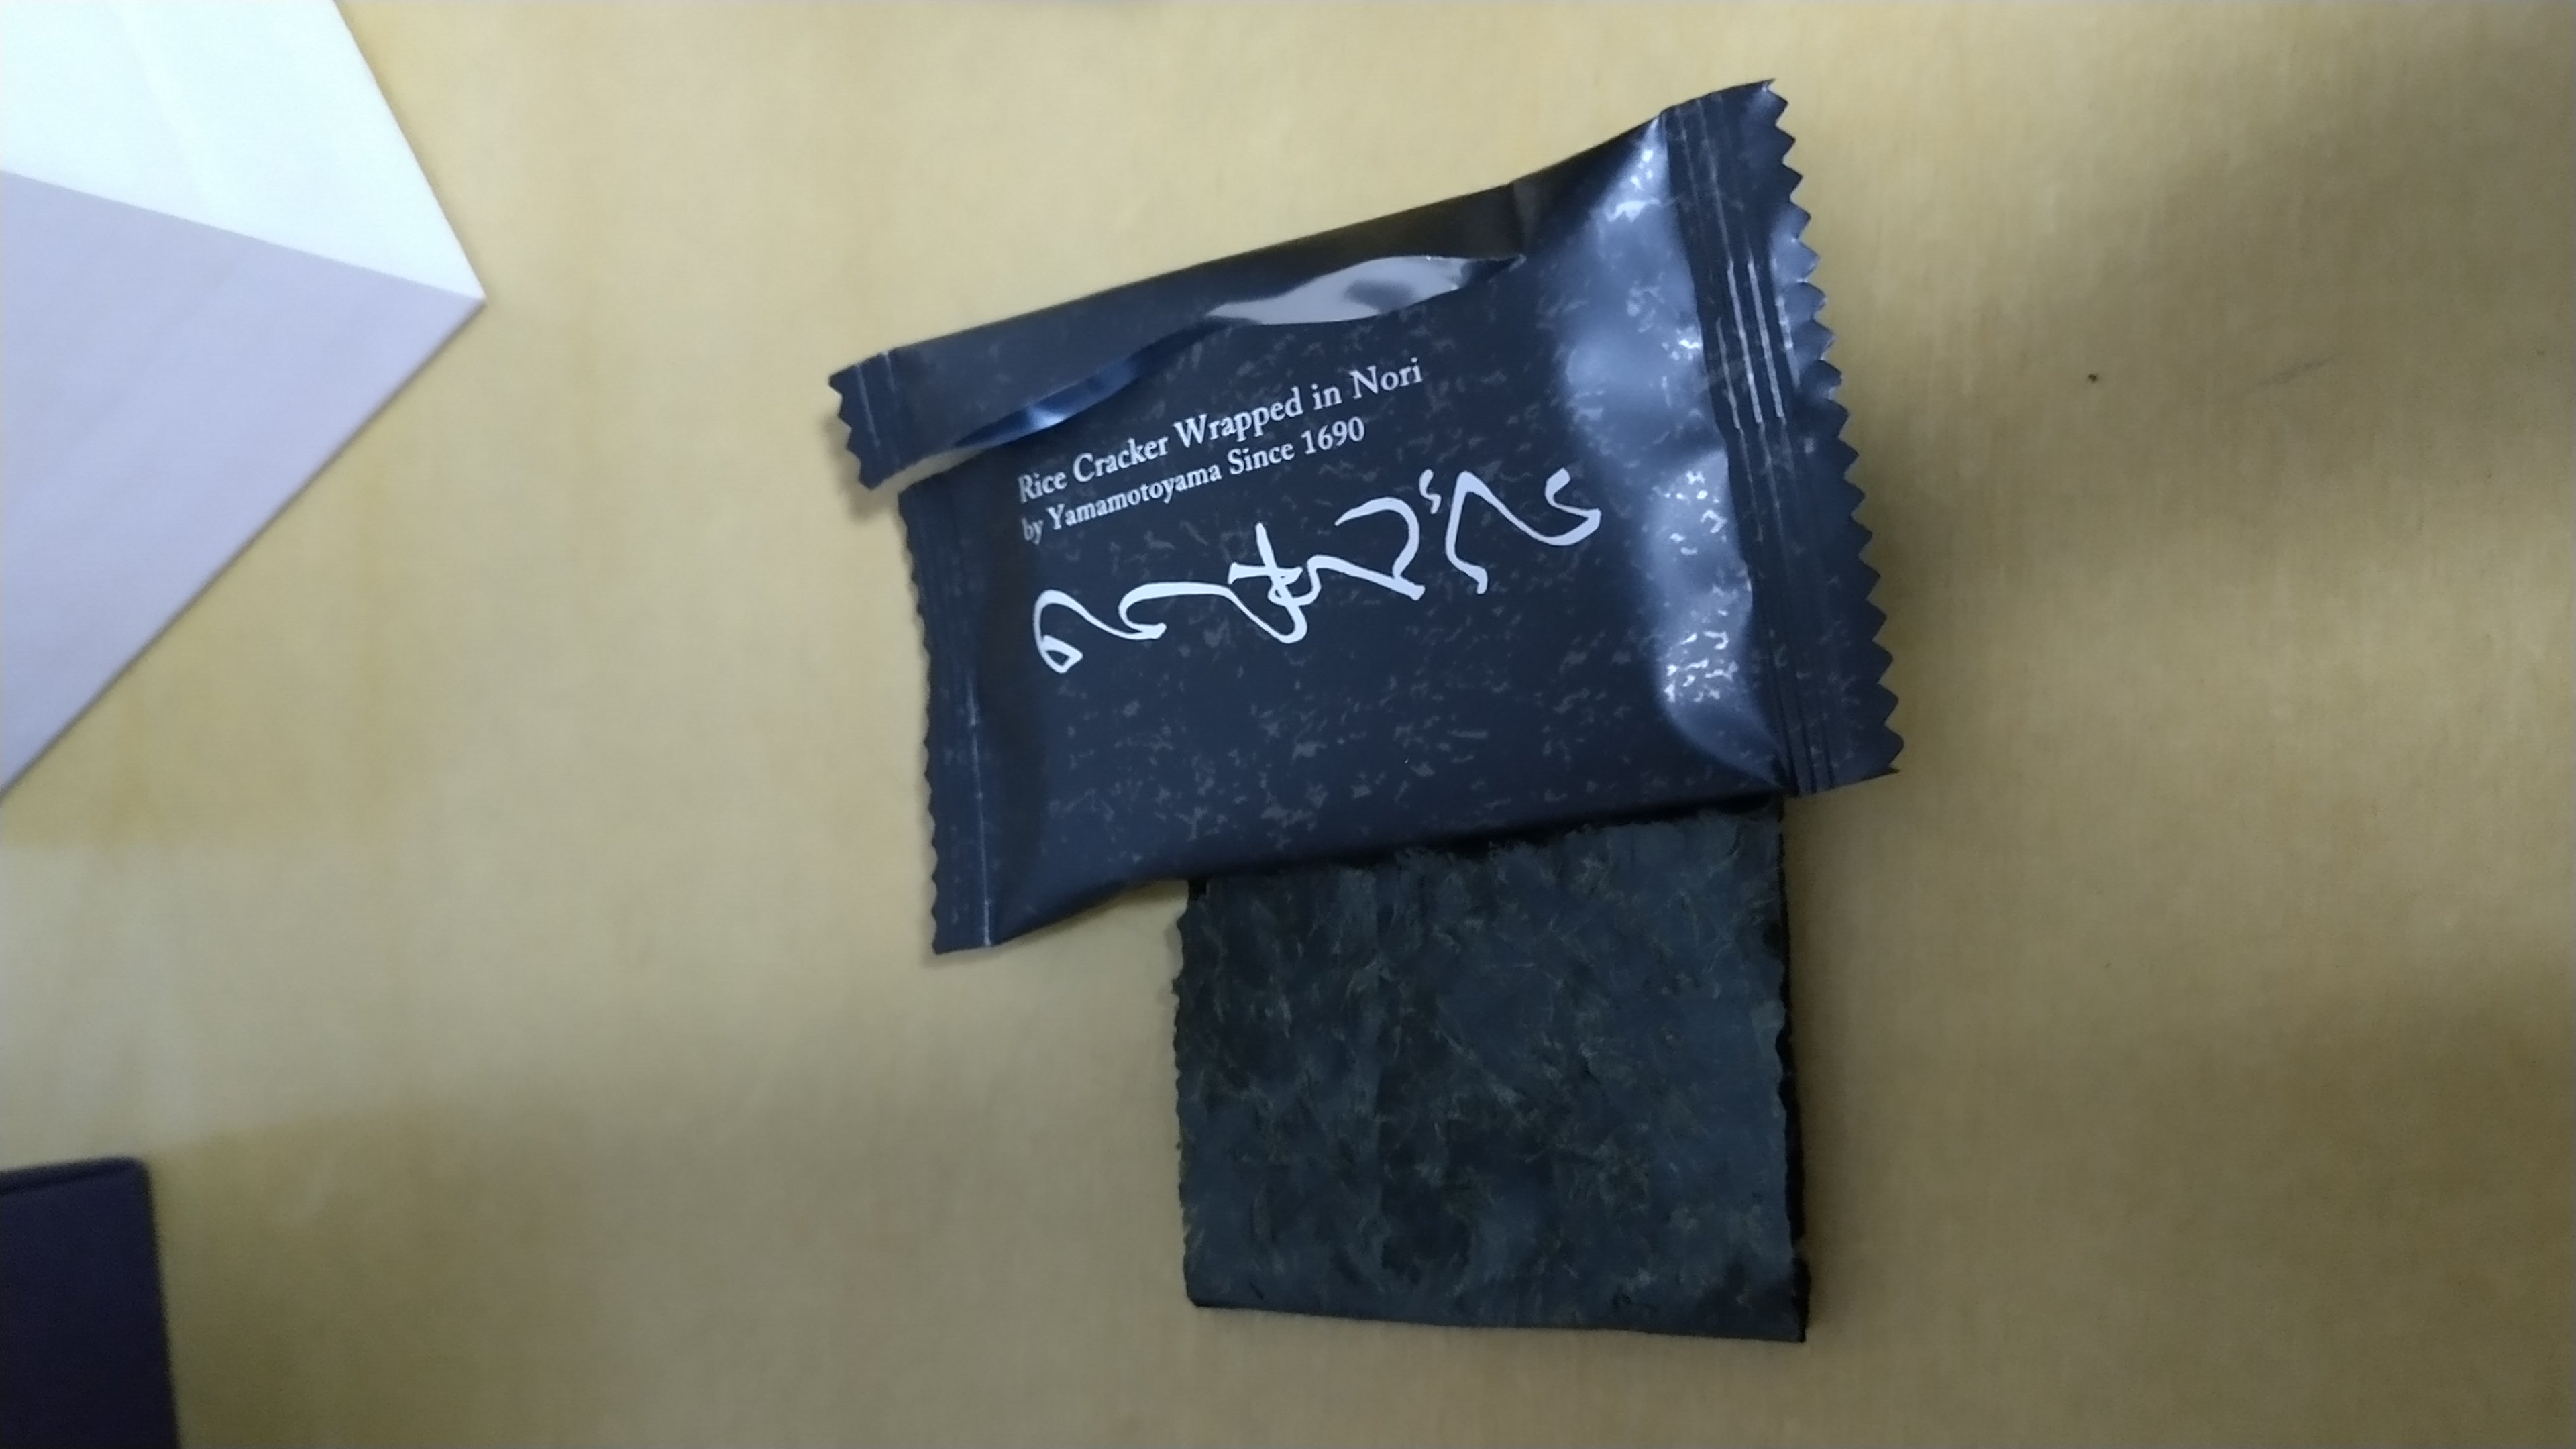 Rice Cracker Wrapped in Nori
by Yamamotoyama Since 1690